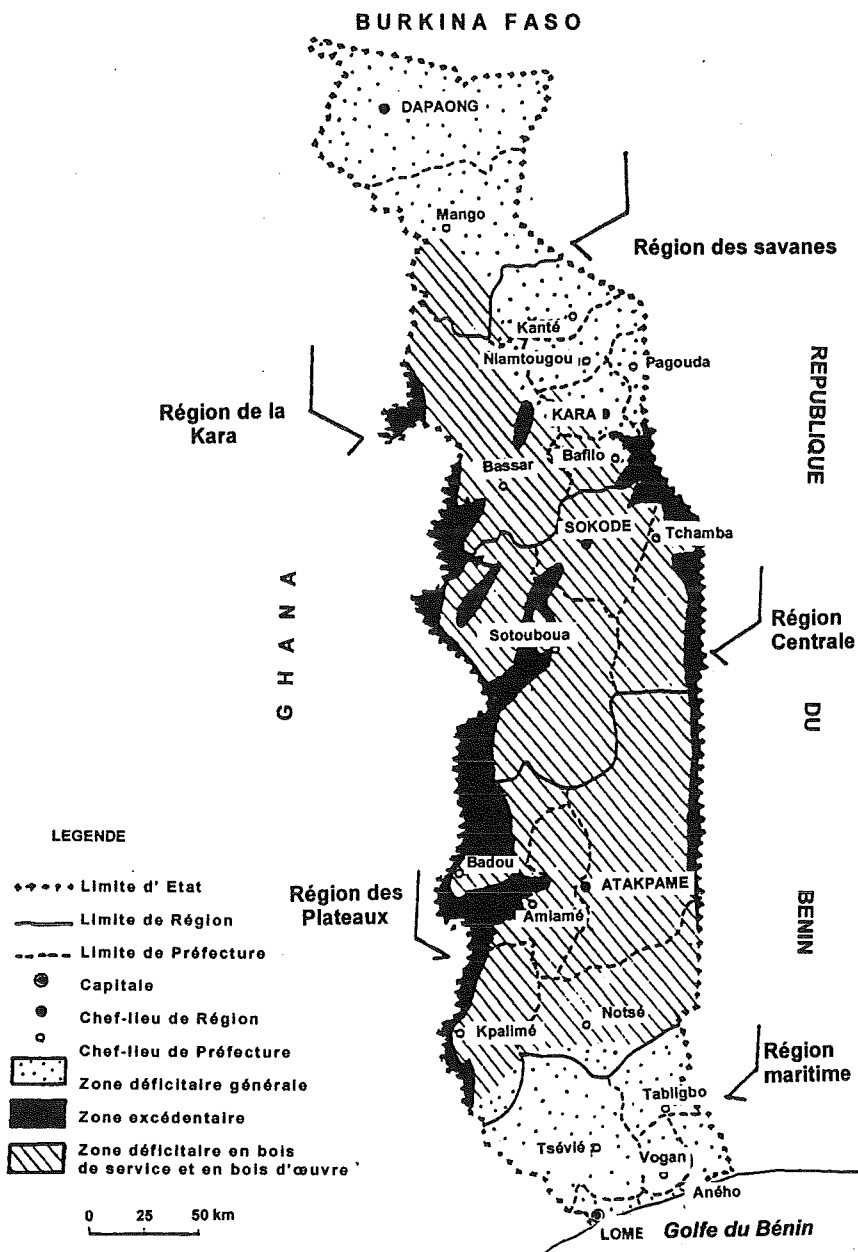 BURKINA FASO
DAPAONG
Mango
Région des savanes
Kanté
Niamtougou
Pagouda
KARA
Région de la
Kara
Bafilo
Bassar
SOKODE
Tchamba
REPUBLIQUE
DU
BENIN
GHANA
Sotouboua
Région
Centrale
Badou
Région des
Plateaux
ATAKPAME
Amlamé
Notsé
Kpalimé
Région
maritime
Tabligbo
Tsévié
Vogan
Aného
LOME
Golfe du Bénin
LEGENDE
Limite d' Etat
Limite de Région
Limite de Préfecture
Capitale
Chef-lieu de Région
Chef-lieu de Préfecture
Zone déficitaire générale
Zone excédentaire
Zone déficitaire en bois
de service et en bois d'œuvre
0 25 50 km